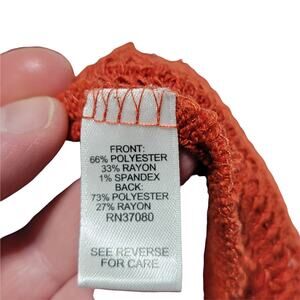 FRONT:
66% POLYESTER
33% RAYON
1% SPANDEX
BACK:
73% POLYESTER
27% RAYON
RN37080
SEE REVERSE
FOR CARE